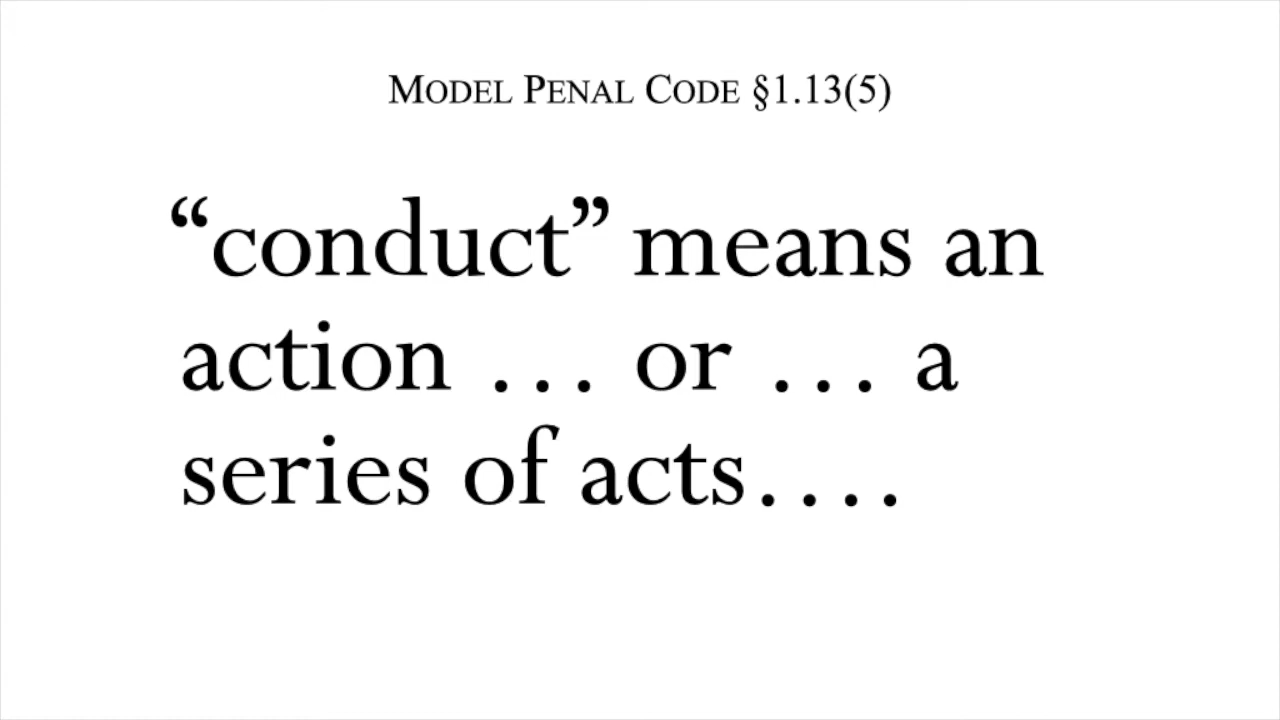 MODEL PENAL CODE §1.13(5)
“conduct” means an
action … or … a
series of acts….